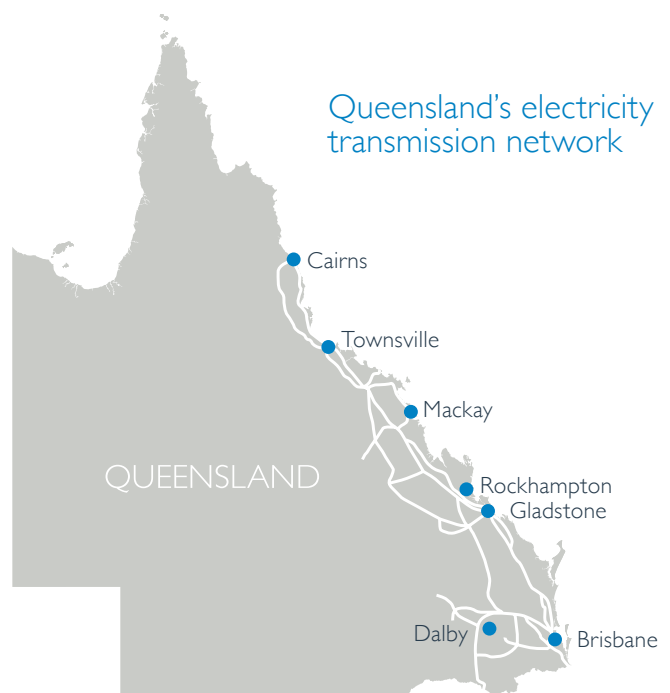 Queensland's electricity
transmission network
Cairns
Townsville
Mackay
QUEENSLAND
Rockhampton
Gladstone
Dalby
Brisbane